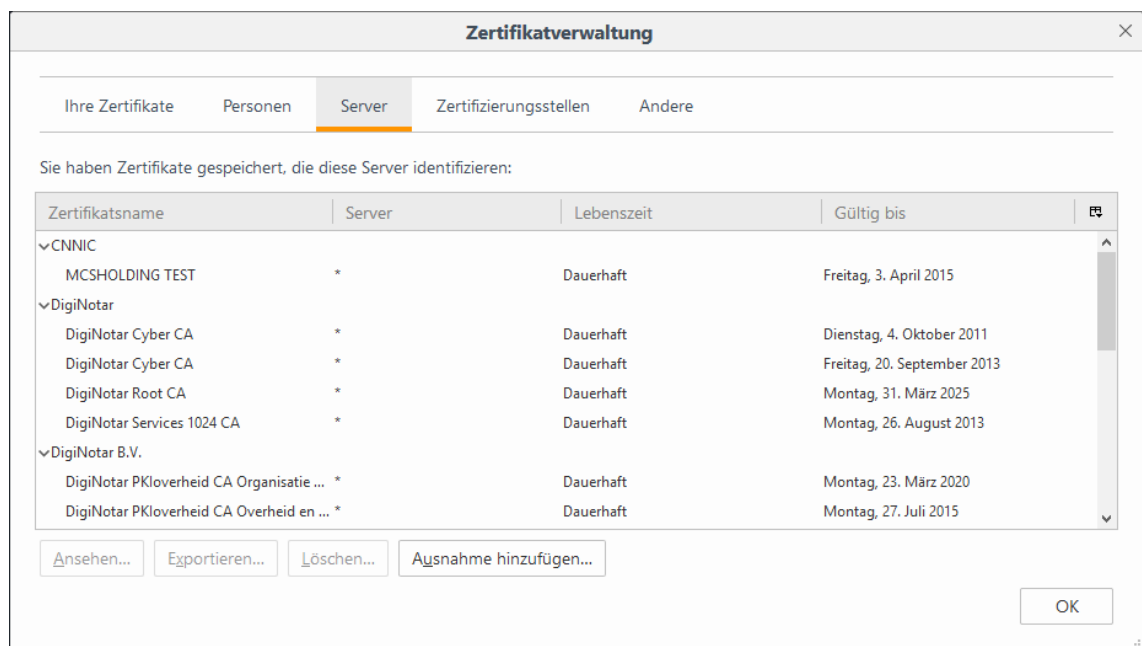 Zertifikatverwaltung
Ihre Zertifikate Personen Server Zertifizierungsstellen Andere
Sie haben Zertifikate gespeichert, die diese Server identifizieren:
Zertifikatsname Server Lebenszeit Gültig bis
CNNIC
MCSHOLDING TEST * Dauerhaft Freitag, 3. April 2015
DigiNotar
DigiNotar Cyber CA * Dauerhaft Dienstag, 4. Oktober 2011
DigiNotar Cyber CA * Dauerhaft Freitag, 20. September 2013
DigiNotar Root CA * Dauerhaft Montag, 31. März 2025
DigiNotar Services 1024 CA * Dauerhaft Montag, 26. August 2013
DigiNotar B.V.
DigiNotar PKIoverheid CA Organisatie ... * Dauerhaft Montag, 23. März 2020
DigiNotar PKIoverheid CA Overheid en ... * Dauerhaft Montag, 27. Juli 2015
Ansehen... Exportieren... Löschen... Ausnahme hinzufügen...
OK